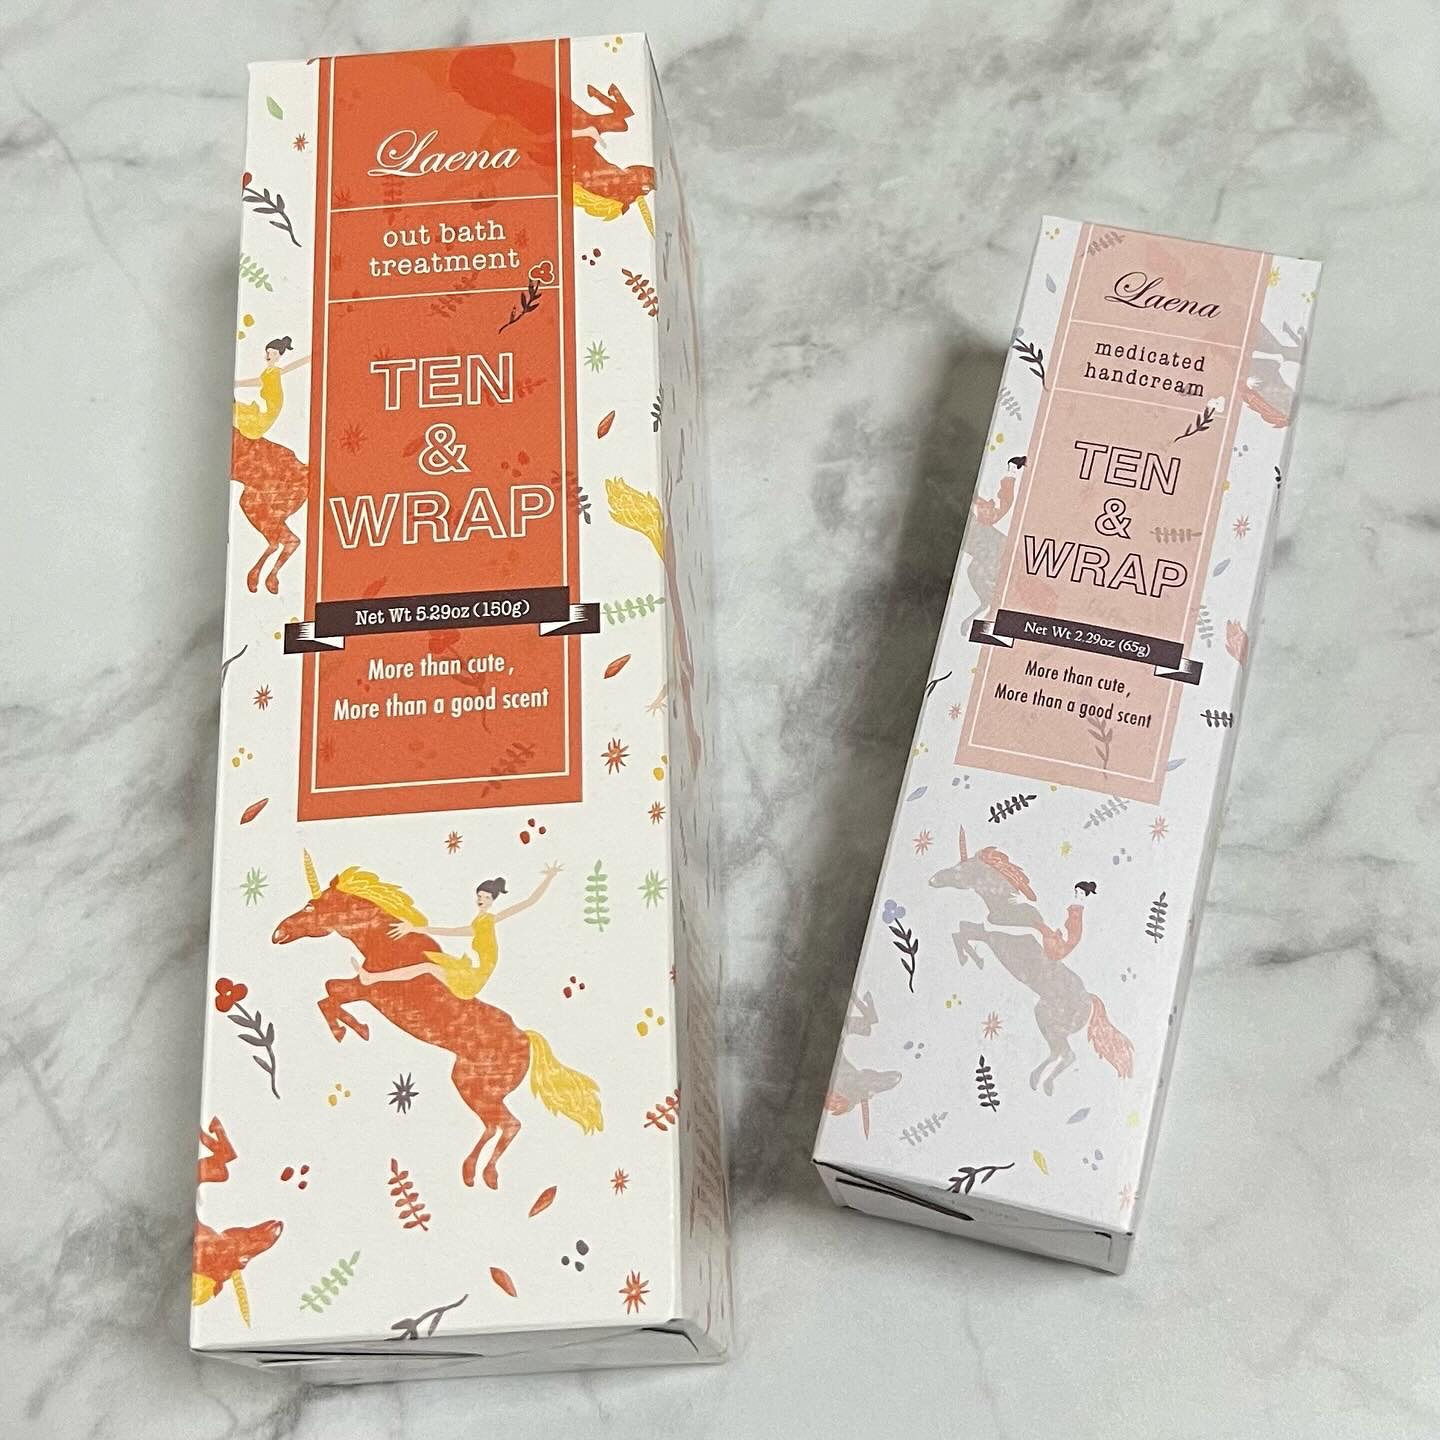 Laena
out bath
treatment
TEN
&
WRAP
Net Wt 5.29oz (150g)
More than cute,
More than a good scent
Laena
medicated
handcream
TEN
&
WRAP
Net Wt 2.29oz (65g)
More than cute,
More than a good scent